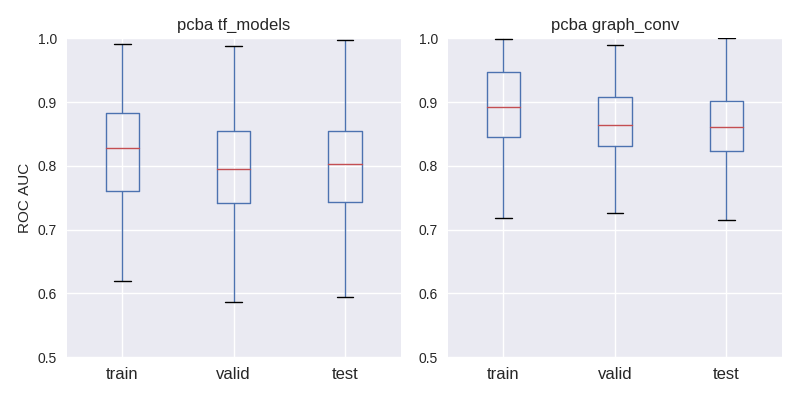 pcba tf_models
ROC AUC
1.0
0.9
0.8
0.7
0.6
0.5
train valid test
pcba graph_conv
1.0
0.9
0.8
0.7
0.6
0.5
train valid test